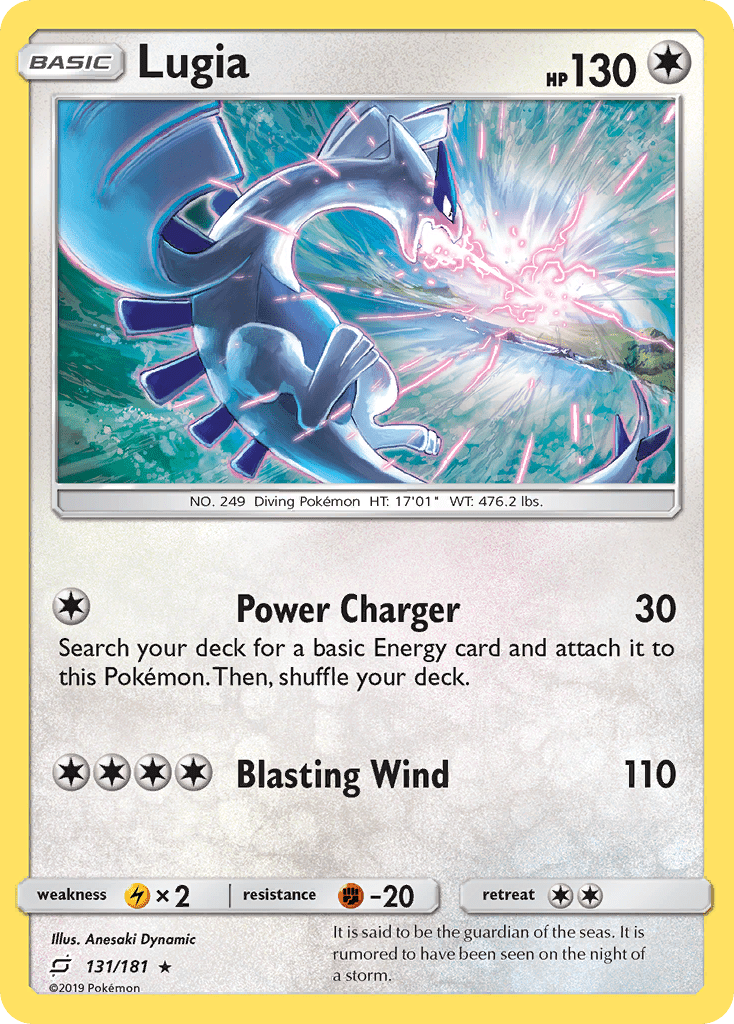 BASIC Lugia HP 130
NO. 249 Diving Pokémon HT: 17'01" WT: 476.2 lbs.
Power Charger 30
Search your deck for a basic Energy card and attach it to
this Pokémon. Then, shuffle your deck.
Blasting Wind 110
weakness × 2 resistance -20 retreat
Illus. Anesaki Dynamic
131/181 ★
©2019 Pokémon
It is said to be the guardian of the seas. It is
rumored to have been seen on the night of
a storm.